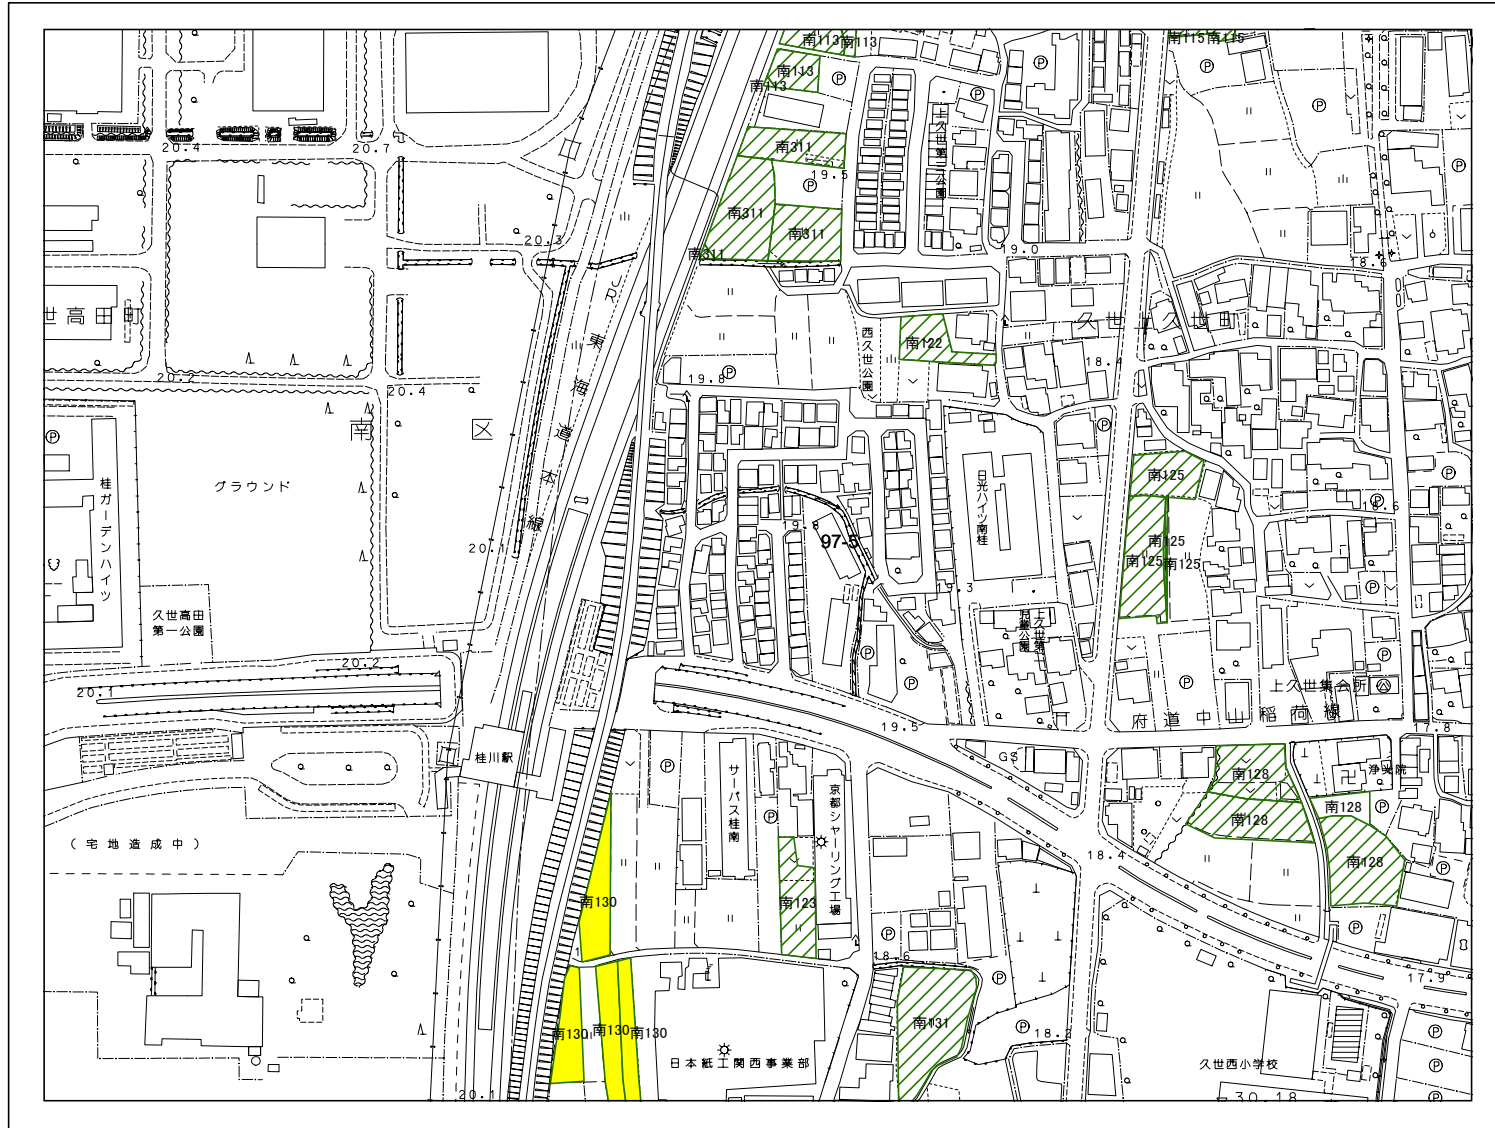 南113
南113
南115
南115
南113
南113
20.4
20.7
南311
19.5
上久世第二公園
南311
南311
南311
20.3
19.0
18.6
JR東海道本線
世高田町
西久世公園
南122
久世上久世町
18.4
20.2
20.4
19.8
南区
桂ガーデンハイツ
グラウンド
日光ハイツ南桂
南125
18.6
19.8
97-5
20.1
南125
南125
南125
19.3
久世高田
第一公園
上久世第一
児童公園
20.2
20.1
上久世集会所
府道中山稲荷線
19.5
17.8
桂川駅
GS
サーパス桂南
京都シャーリング工場
南128
浄光院
南128
南128
(宅地造成中)
18.4
南128
南130
南123
18.6
17.9
南131
18.2
南130
南130
南130
日本紙工関西事業部
久世西小学校
20.1
30.18